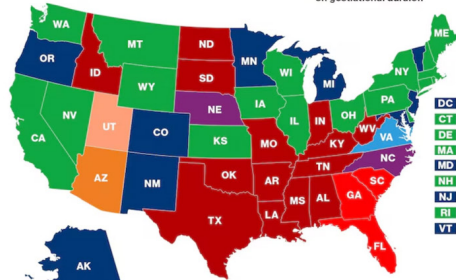 on gestational duration
WA
MT
ND
MN
ME
OR
ID
SD
WI
MI
NY
WY
NE
IA
PA
NV
UT
IL
IN
OH
CA
CO
KS
MO
WV
VA
KY
NC
AZ
NM
OK
AR
TN
SC
TX
LA
MS
AL
GA
FL
AK
DC
CT
DE
MA
MD
NH
NJ
RI
VT